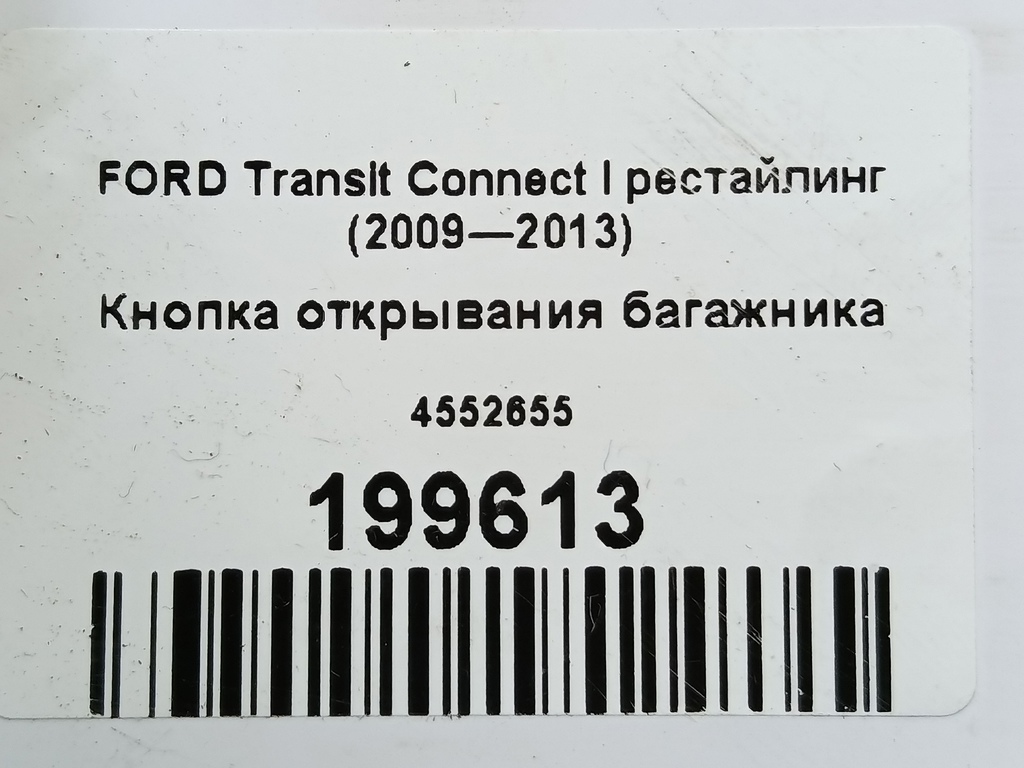 FORD Transit Connect I рестайлинг
(2009—2013)
Кнопка открывания багажника
4552655
199613